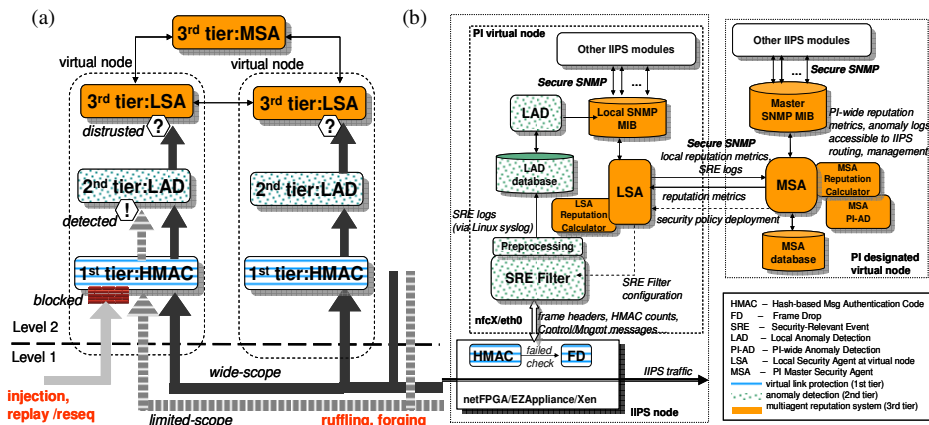 (a)
3rd tier:MSA
virtual node
virtual node
3rd tier:LSA
3rd tier:LSA
distrusted
?
?
2nd tier:LAD
2nd tier:LAD
detected
!
1st tier:HMAC
1st tier:HMAC
blocked
Level 2
Level 1
wide-scope
injection,
replay /reseq
limited-scope
ruffling, forging
(b)
PI virtual node
Other IIPS modules
Secure SNMP
...
LAD
Local SNMP
MIB
LAD
database
LSA
SRE logs
(via Linux syslog)
LSA
Reputation
Calculator
Preprocessing
SRE Filter
SRE Filter
configuration
nfcX/eth0
frame headers, HMAC counts,
Control/Mgmt messages...
HMAC
failed
check
FD
netFPGA/EZAppliance/Xen
IIPS traffic
IIPS node
Secure SNMP
local reputation metrics,
SRE logs
reputation metrics
security policy deployment
Other IIPS modules
... Secure SNMP
Master
SNMP MIB
PI-wide reputation
metrics, anomaly logs
accessible to IIPS
routing, management
MSA
MSA
Reputation
Calculator
MSA
PI-AD
MSA
database
PI designated
virtual node
HMAC – Hash-based Msg Authentication Code
FD – Frame Drop
SRE – Security-Relevant Event
LAD – Local Anomaly Detection
PI-AD – PI-wide Anomaly Detection
LSA – Local Security Agent at virtual node
MSA – PI Master Security Agent
virtual link protection (1st tier)
anomaly detection (2nd tier)
multiagent reputation system (3rd tier)